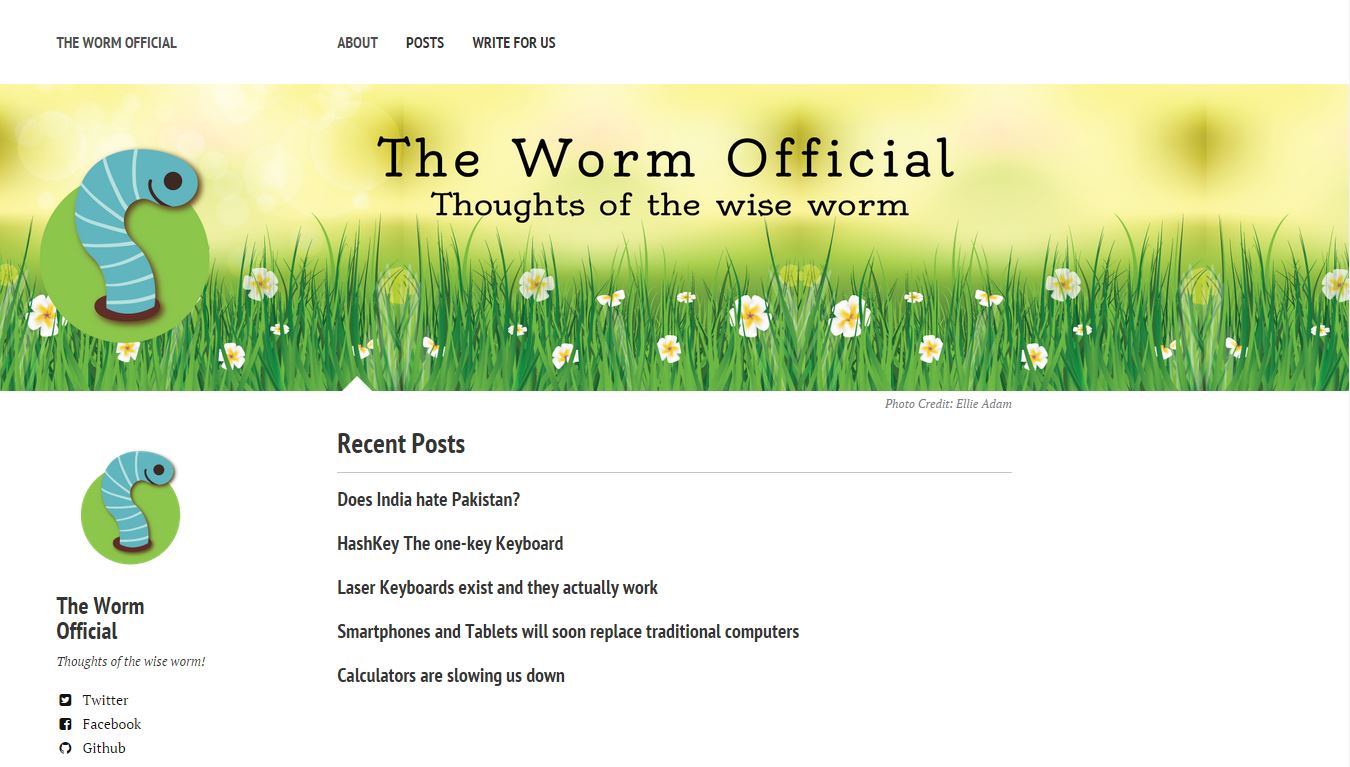 THE WORM OFFICIAL
ABOUT POSTS WRITE FOR US
The Worm Official
Thoughts of the wise worm
Photo Credit: Ellie Adam
The Worm
Official
Thoughts of the wise worm!
Twitter
Facebook
Github
Recent Posts
Does India hate Pakistan?
HashKey The one-key Keyboard
Laser Keyboards exist and they actually work
Smartphones and Tablets will soon replace traditional computers
Calculators are slowing us down